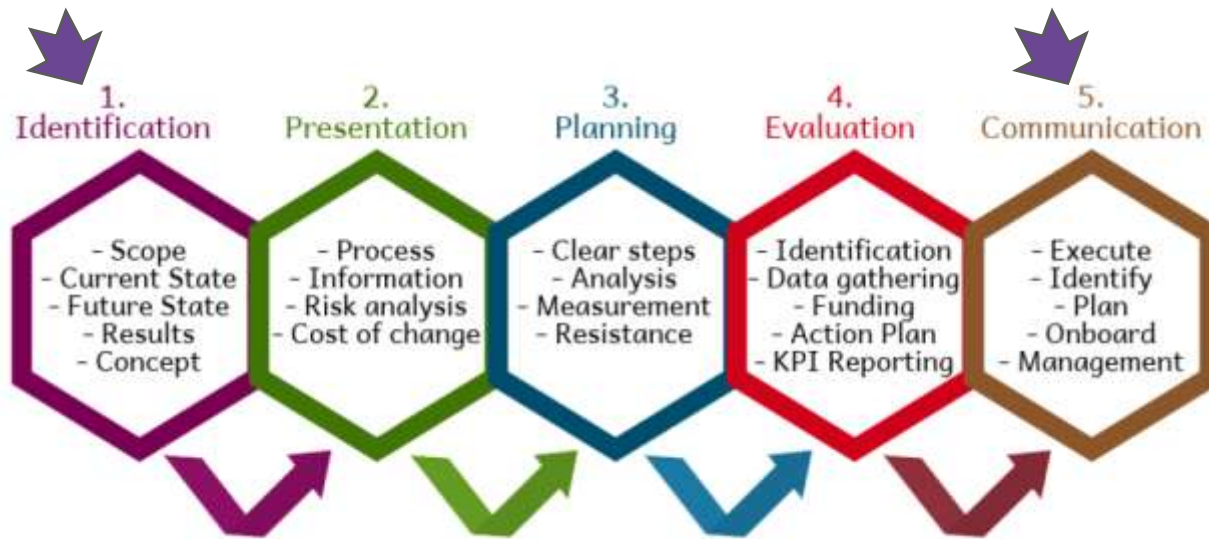 1.
Identification
- Scope
- Current State
- Future State
- Results
- Concept
2.
Presentation
- Process
- Information
- Risk analysis
- Cost of change
3.
Planning
- Clear steps
- Analysis
- Measurement
- Resistance
4.
Evaluation
- Identification
- Data gathering
- Funding
- Action Plan
- KPI Reporting
5.
Communication
- Execute
- Identify
- Plan
- Onboard
- Management